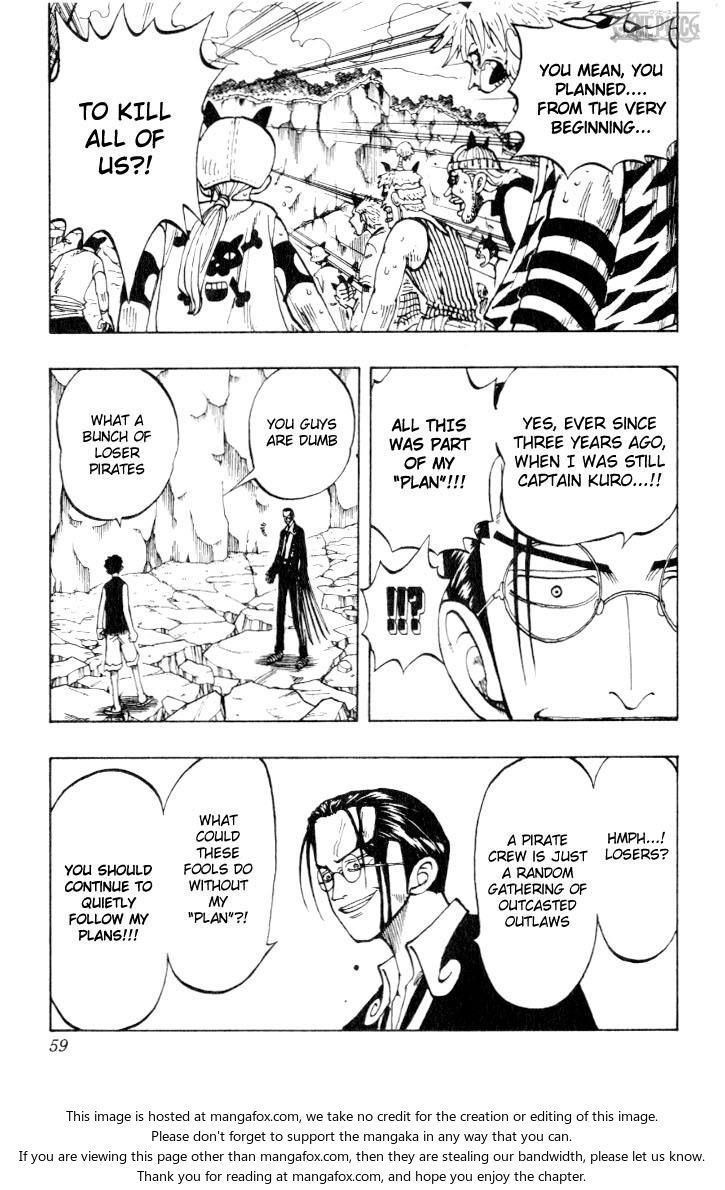 ONE PIECE
YOU MEAN, YOU
PLANNED....
FROM THE VERY
BEGINNING...
TO KILL
ALL OF
US?!
YES, EVER SINCE
THREE YEARS AGO,
WHEN I WAS STILL
CAPTAIN KURO...!!
ALL THIS
WAS PART
OF MY
"PLAN"!!!
!!!?
YOU GUYS
ARE DUMB
WHAT A
BUNCH OF
LOSER
PIRATES
HMPH...!
LOSERS?
A PIRATE
CREW IS JUST
A RANDOM
GATHERING OF
OUTCASTED
OUTLAWS
WHAT
COULD
THESE
FOOLS DO
WITHOUT
MY
"PLAN"?!
YOU SHOULD
CONTINUE TO
QUIETLY
FOLLOW MY
PLANS!!!
59
This image is hosted at mangafox.com, we take no credit for the creation or editing of this image.
Please don't forget to support the mangaka in any way that you can.
If you are viewing this page other than mangafox.com, then they are stealing our bandwidth, please let us know.
Thank you for reading at mangafox.com, and hope you enjoy the chapter.